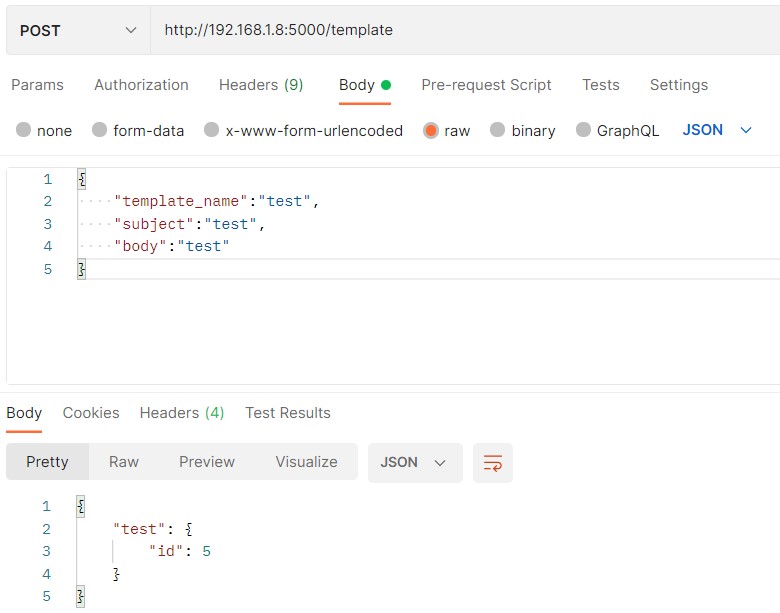 POST http://192.168.1.8:5000/template
Params Authorization Headers (9) Body Pre-request Script Tests Settings
none form-data x-www-form-urlencoded raw binary GraphQL JSON
1 {
2 ····"template_name":"test",
3 ····"subject":"test",
4 ····"body":"test"
5 }
Body Cookies Headers (4) Test Results
Pretty Raw Preview Visualize JSON
1 {
2 "test": {
3 "id": 5
4 }
5 }